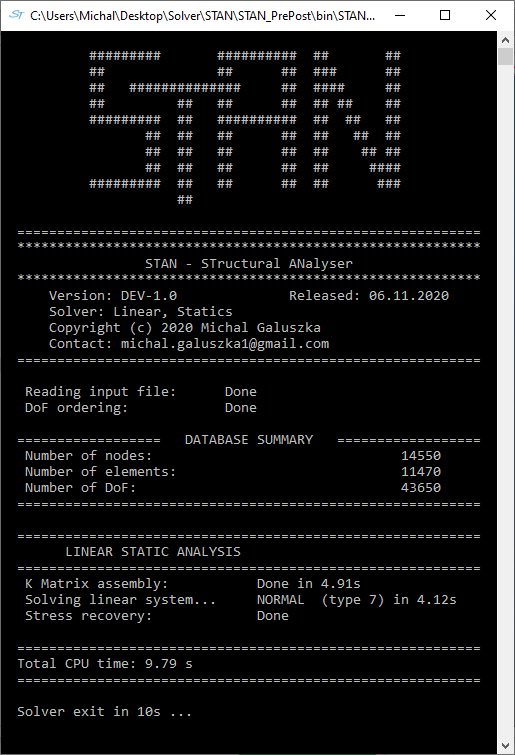 ST C:\Users\Michal\Desktop\Solver\STAN\STAN_PrePost\bin\STAN...
STAN
=========================================================
*********************************************************
STAN - STructural ANalyser
*********************************************************
Version: DEV-1.0 Released: 06.11.2020
Solver: Linear, Statics
Copyright (c) 2020 Michal Galuszka
Contact: michal.galuszka1@gmail.com
=========================================================
Reading input file: Done
DoF ordering: Done
================== DATABASE SUMMARY ==================
Number of nodes: 14550
Number of elements: 11470
Number of DoF: 43650
=========================================================
=========================================================
LINEAR STATIC ANALYSIS
=========================================================
K Matrix assembly: Done in 4.91s
Solving linear system... NORMAL (type 7) in 4.12s
Stress recovery: Done
=========================================================
Total CPU time: 9.79 s
=========================================================
Solver exit in 10s ...